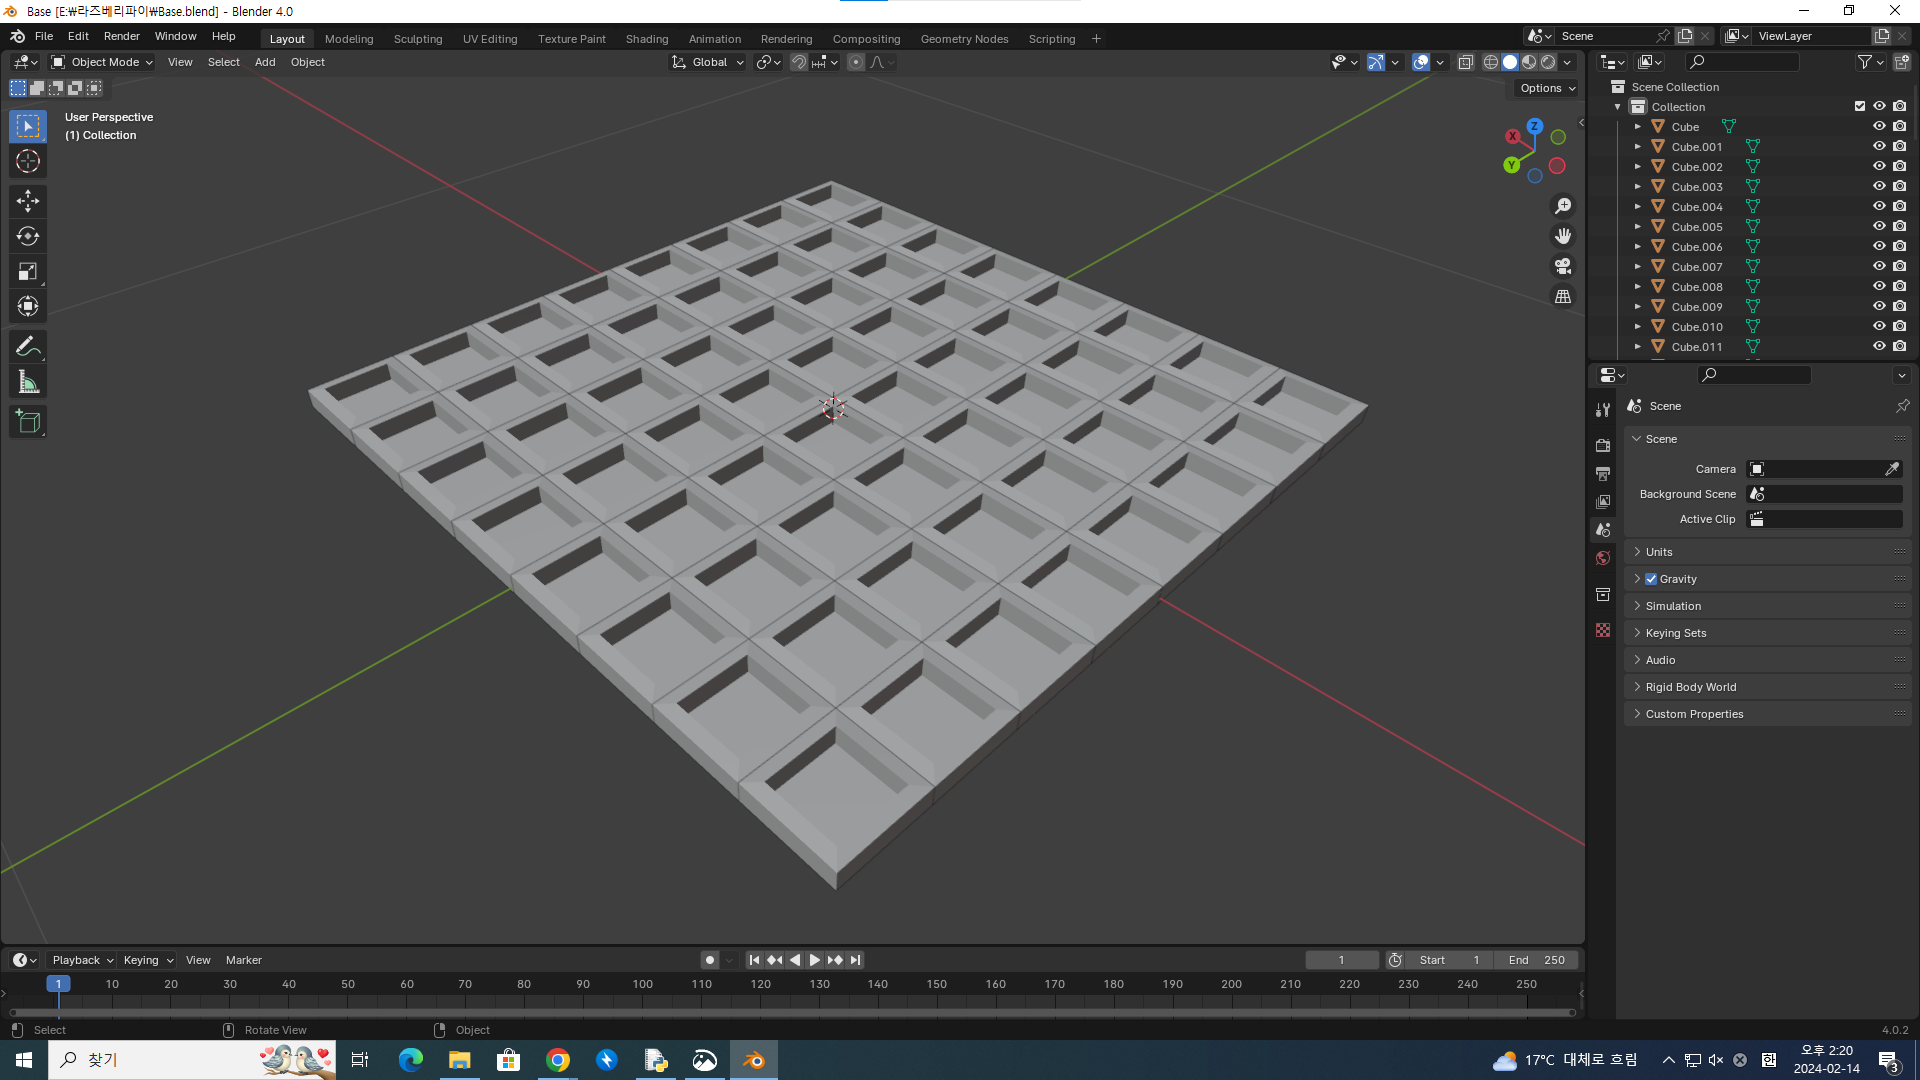 Base [E:\라즈베리파이\Base.blend] - Blender 4.0
File Edit Render Window Help
Layout Modeling Sculpting UV Editing Texture Paint Shading Animation Rendering Compositing Geometry Nodes Scripting +
Scene
ViewLayer
Object Mode View Select Add Object
Global
Options
User Perspective
(1) Collection
X
Y
Z
Scene Collection
Collection
Cube
Cube.001
Cube.002
Cube.003
Cube.004
Cube.005
Cube.006
Cube.007
Cube.008
Cube.009
Cube.010
Cube.011
Scene
Scene
Camera
Background Scene
Active Clip
Units
Gravity
Simulation
Keying Sets
Audio
Rigid Body World
Custom Properties
Playback Keying View Marker
1
Start 1
End 250
1 10 20 30 40 50 60 70 80 90 100 110 120 130 140 150 160 170 180 190 200 210 220 230 240 250
Select Rotate View Object
4.0.2
찾기
17°C 대체로 흐림
한
오후 2:20
2024-02-14
3